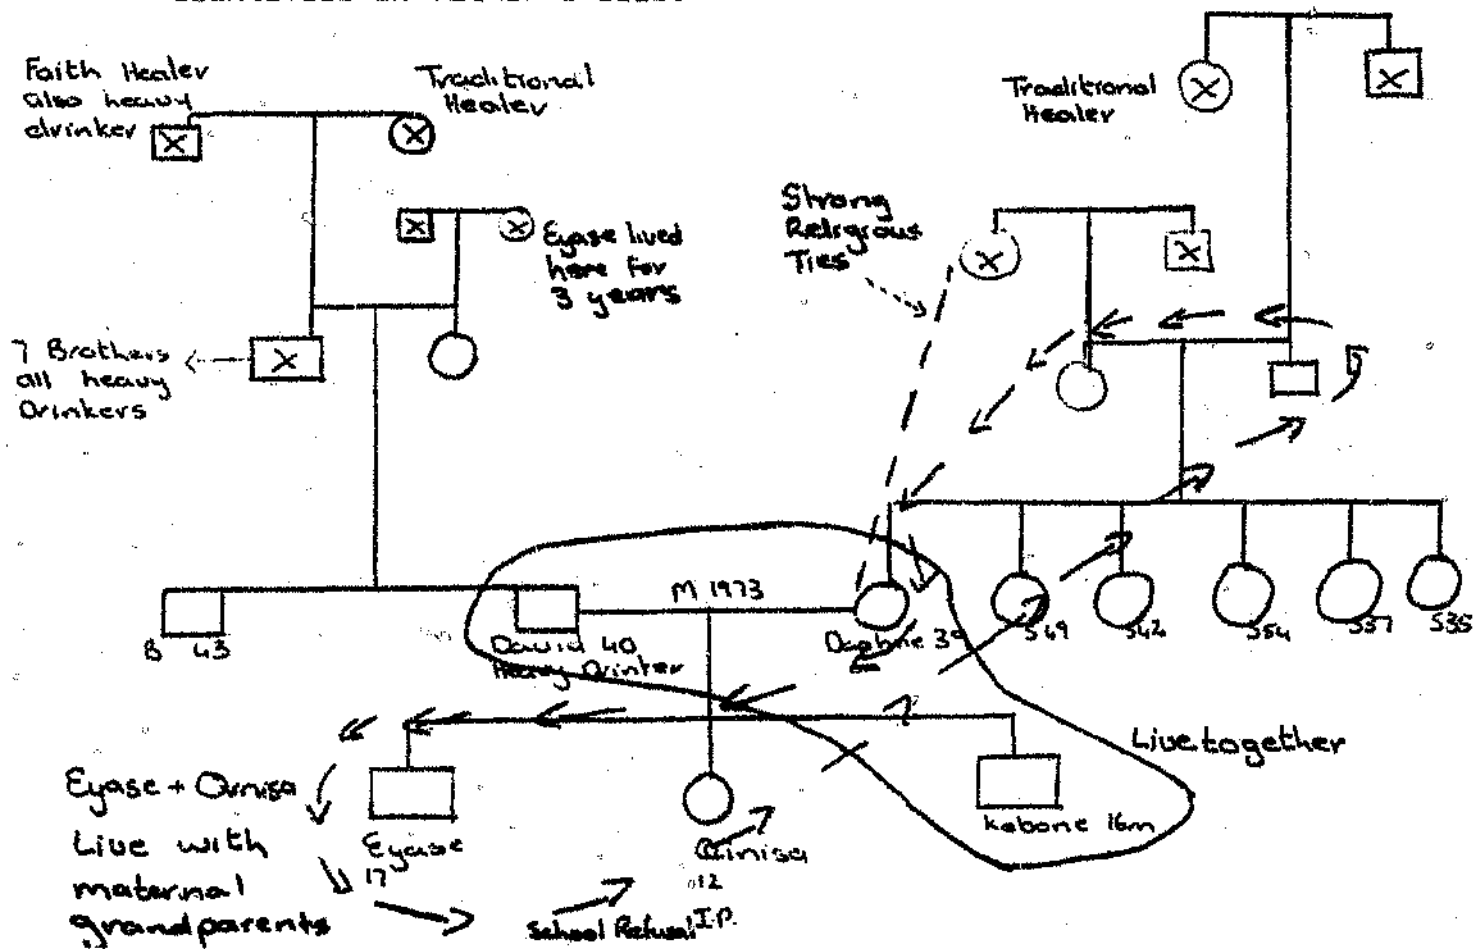 Faith Healer
also heavy
drinker
Traditional
Healer
Traditional
Healer
Eyase lived
here for
3 years
Strong
Religious
Ties
7 Brothers
all heavy
Drinkers
M 1973
B 43
David 40
Heavy Drinker
Daphne 39
S49
S42
S54
S37
S35
Live together
Eyase + Qinisa
Live with
maternal
grandparents
Eyase
17
Qinisa
12
School Refusal I.P.
Kabone 16m